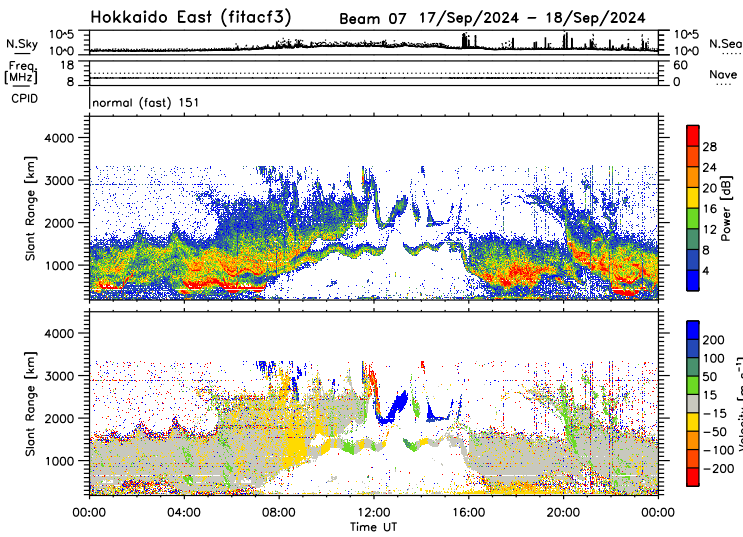 Hokkaido East (fitacf3) Beam 07 17/Sep/2024 – 18/Sep/2024
N.Sky 10^5 10^5 N.Sea
10^0 10^0
Freq. 18 60 Nave
[MHz] 8 0
CPID normal (fast) 151
Slant Range [km]
4000
3000
2000
1000
Power [dB]
28
24
20
16
12
8
4
Slant Range [km]
4000
3000
2000
1000
200
100
50
15
-15
-50
-100
-200
00:00 04:00 08:00 12:00 16:00 20:00 00:00
Time UT